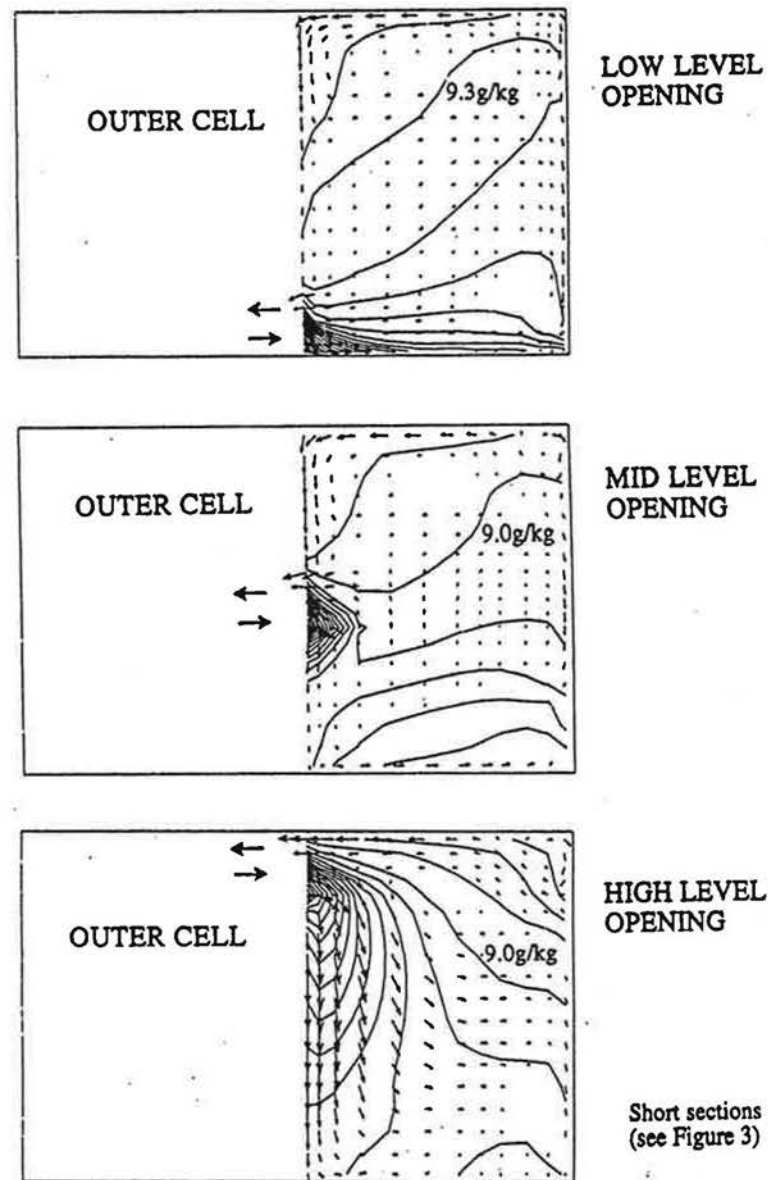 LOW LEVEL
OPENING
9.3g/kg
OUTER CELL
MID LEVEL
OPENING
OUTER CELL
9.0g/kg
HIGH LEVEL
OPENING
OUTER CELL
9.0g/kg
Short sections
(see Figure 3)